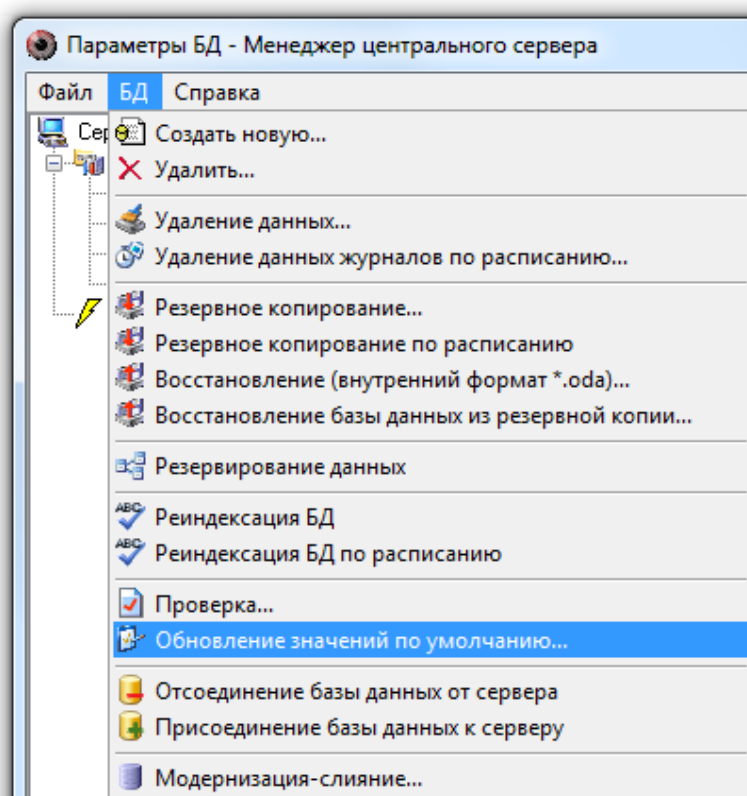 Параметры БД - Менеджер центрального сервера
Файл БД Справка
Создать новую...
Удалить...
Удаление данных...
Удаление данных журналов по расписанию...
Резервное копирование...
Резервное копирование по расписанию
Восстановление (внутренний формат *.oda)...
Восстановление базы данных из резервной копии...
Резервирование данных
Реиндексация БД
Реиндексация БД по расписанию
Проверка...
Обновление значений по умолчанию...
Отсоединение базы данных от сервера
Присоединение базы данных к серверу
Модернизация-слияние...